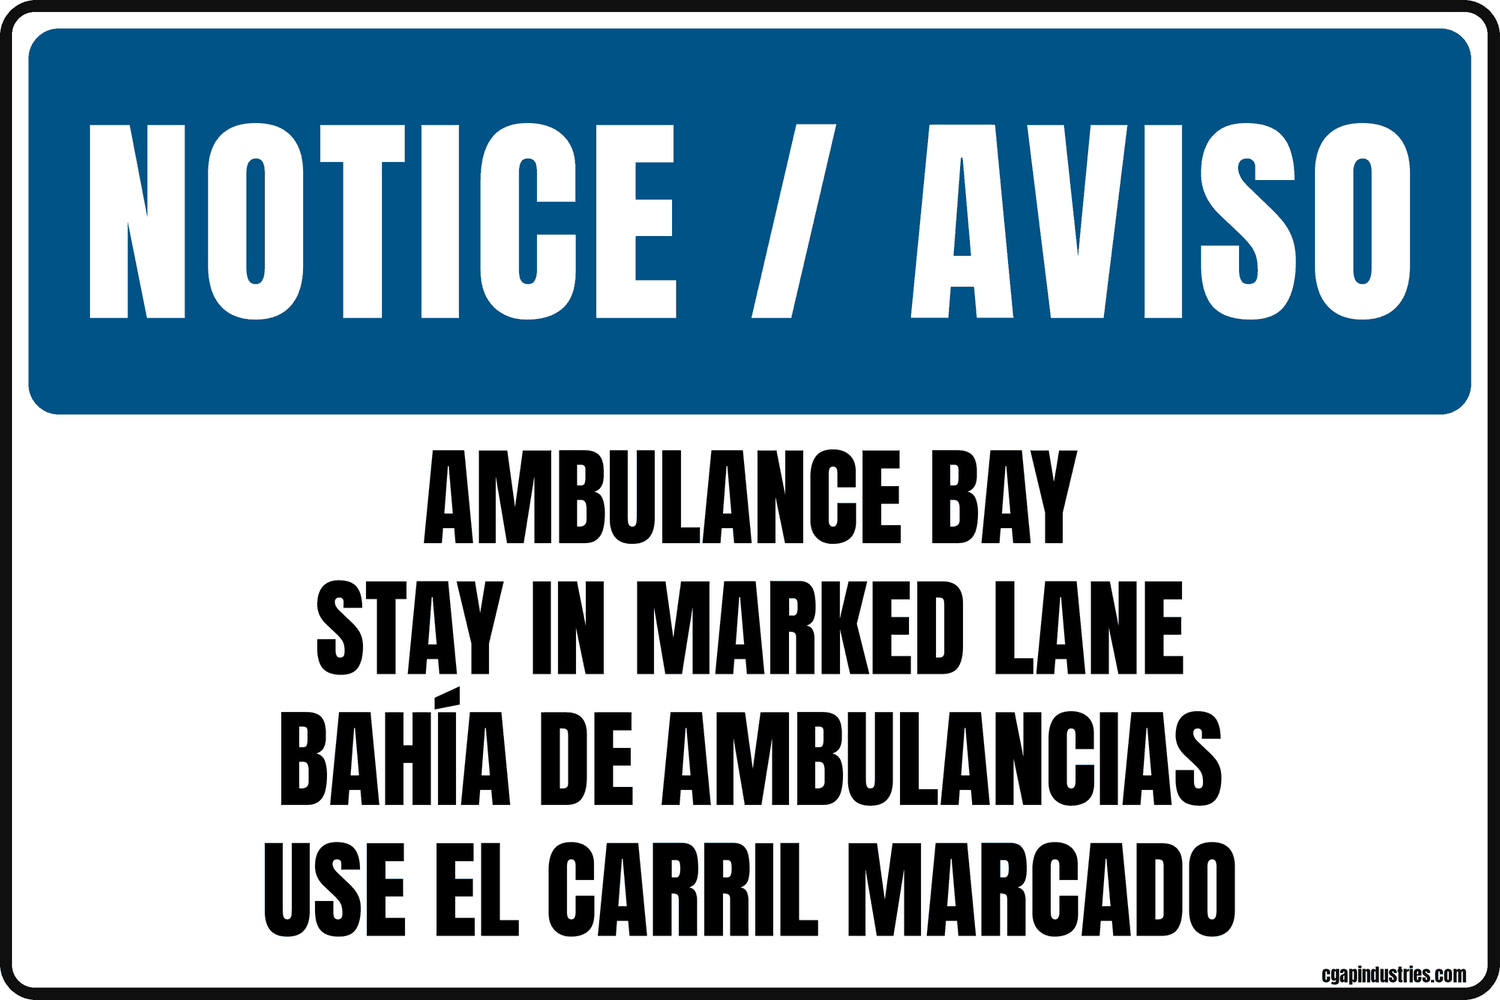 NOTICE / AVISO
AMBULANCE BAY
STAY IN MARKED LANE
BAHÍA DE AMBULANCIAS
USE EL CARRIL MARCADO
cgapindustries.com